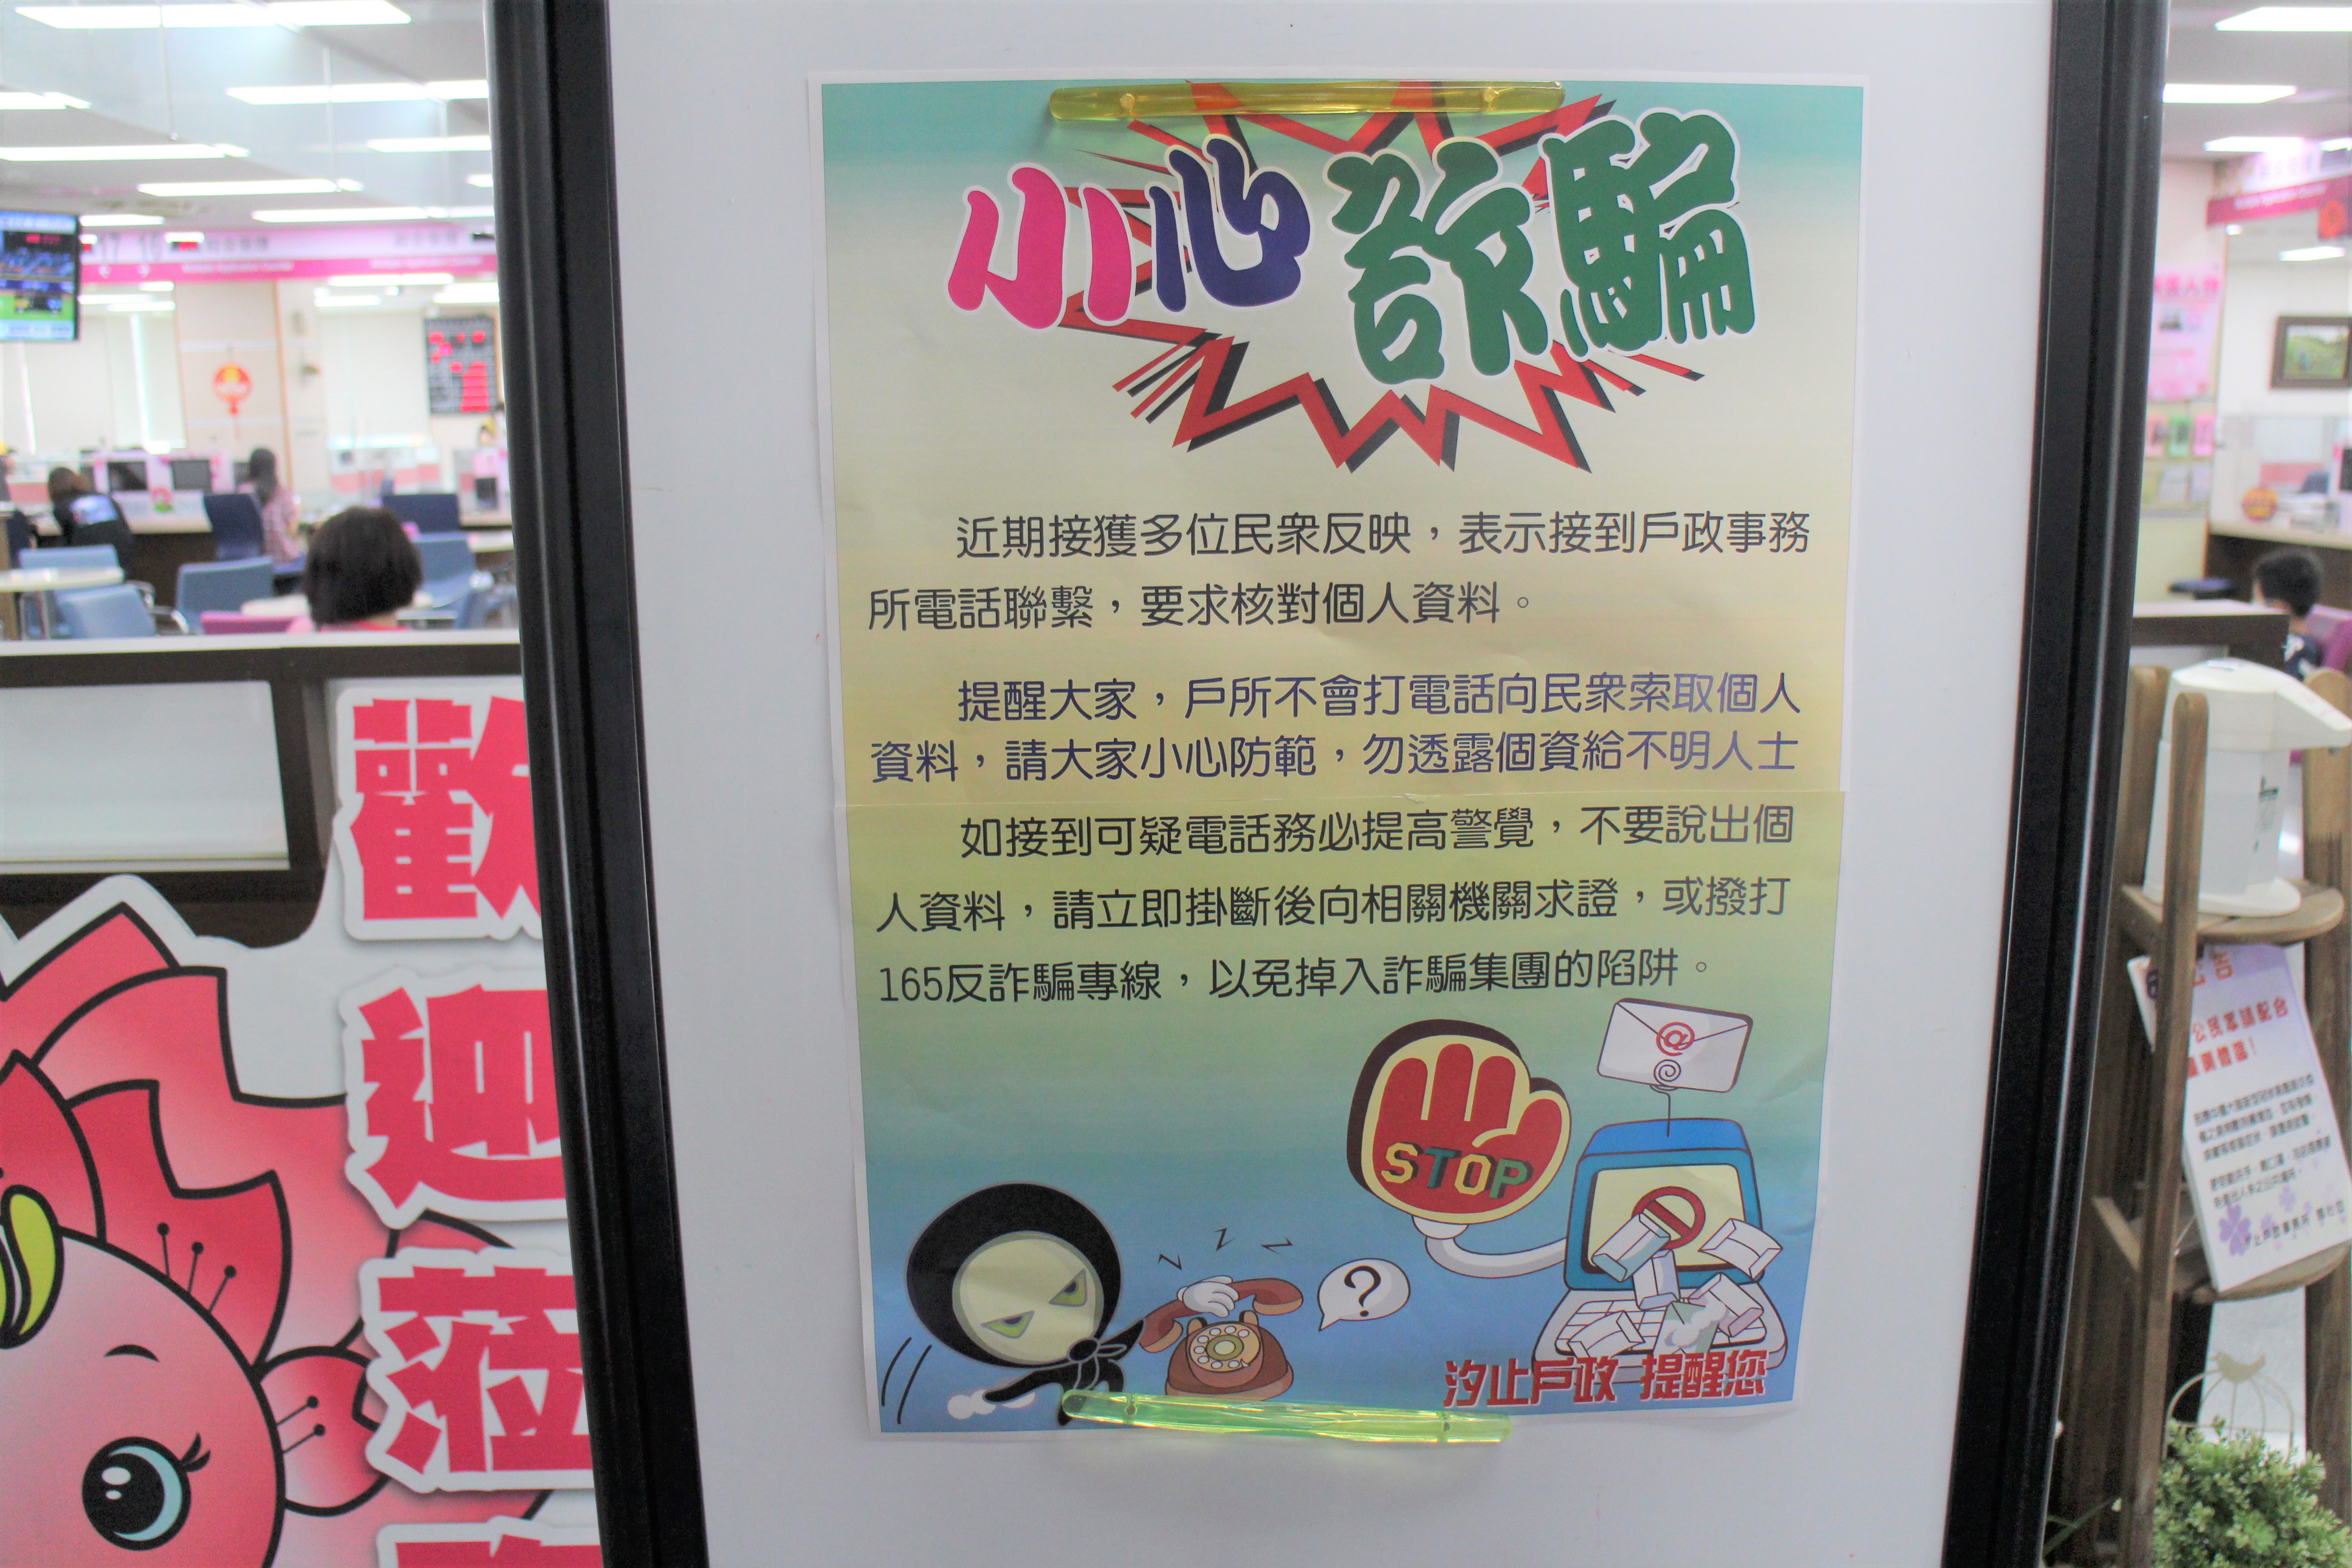 小心詐騙
近期接獲多位民眾反映，表示接到戶政事務
所電話聯繫，要求核對個人資料。
提醒大家，戶所不會打電話向民眾索取個人
資料，請大家小心防範，勿透露個資給不明人士
如接到可疑電話務必提高警覺，不要說出個
人資料，請立即掛斷後向相關機關求證，或撥打
165反詐騙專線，以免掉入詐騙集團的陷阱。
@
STOP
z z z
?
汐止戶政 提醒您
歡
迎
蒞
公告